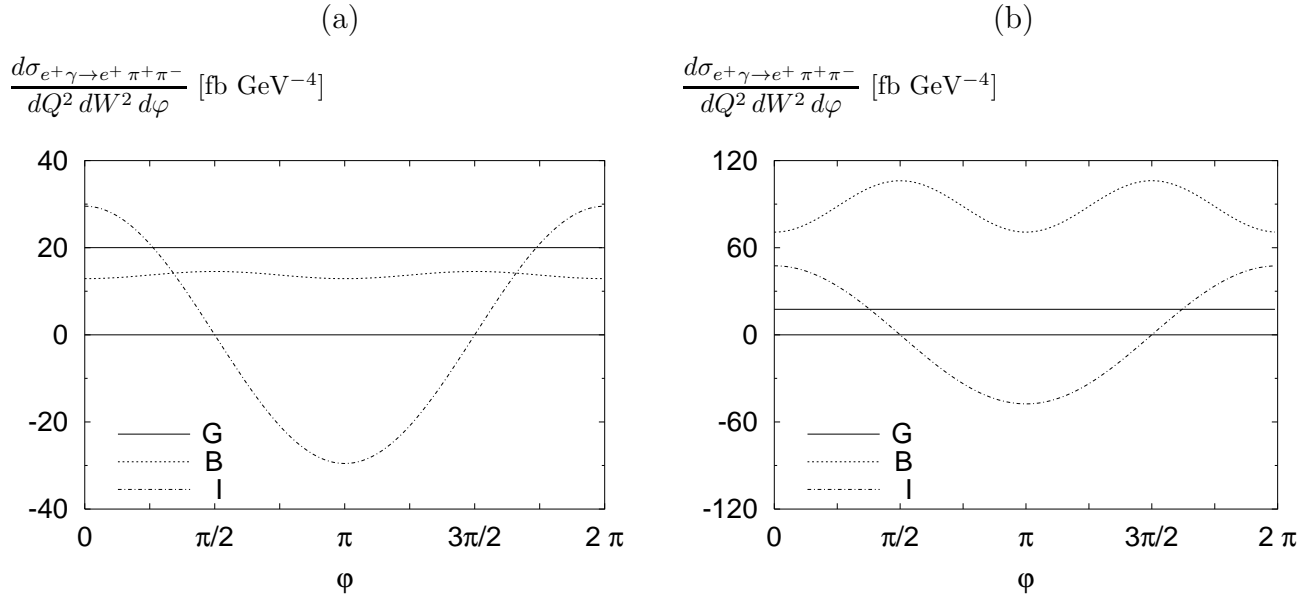 (a)
dσ_{e⁺γ→e⁺ π⁺π⁻} / dQ² dW² dφ [fb GeV⁻⁴]
40
20
0
-20
-40
G
B
I
0 π/2 π 3π/2 2 π
φ
(b)
dσ_{e⁺γ→e⁺ π⁺π⁻} / dQ² dW² dφ [fb GeV⁻⁴]
120
60
0
-60
-120
G
B
I
0 π/2 π 3π/2 2 π
φ